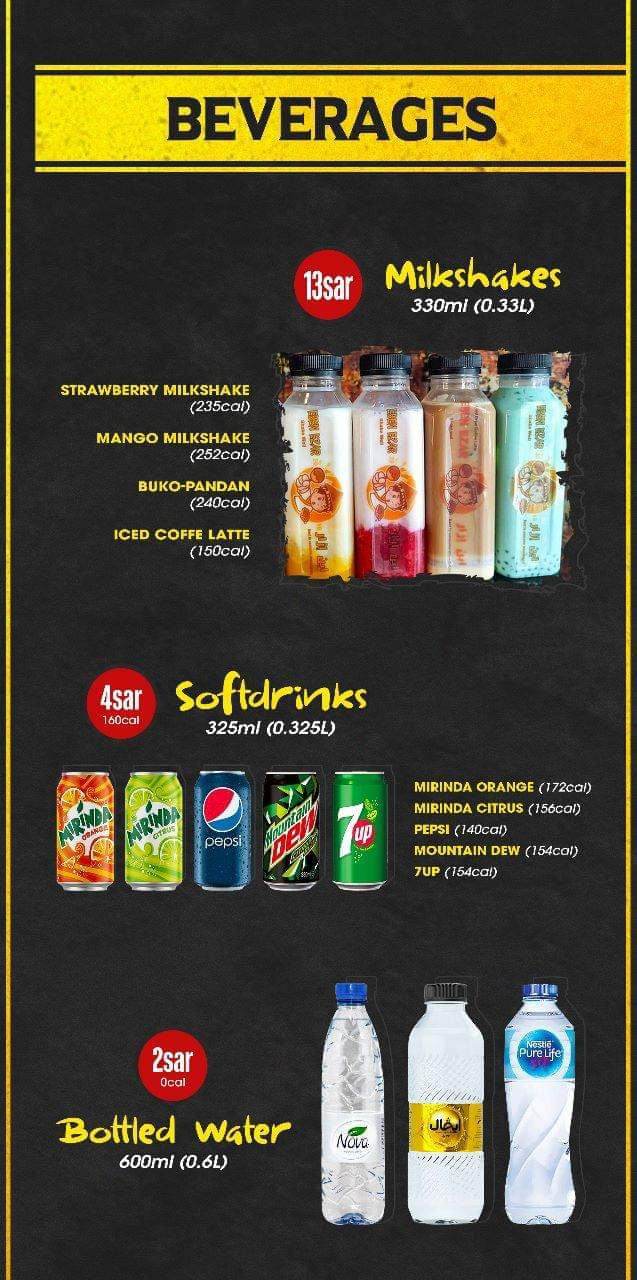 BEVERAGES
13sar
Milkshakes
330ml (0.33L)
STRAWBERRY MILKSHAKE
(235cal)
MANGO MILKSHAKE
(252cal)
BUKO-PANDAN
(240cal)
ICED COFFE LATTE
(150cal)
4sar
160cal
Softdrinks
325ml (0.325L)
MIRINDA
ORANGE
MIRINDA
CITRUS
pepsi
Mountain
DEW
7up
MIRINDA ORANGE (172cal)
MIRINDA CITRUS (156cal)
PEPSI (140cal)
MOUNTAIN DEW (154cal)
7UP (154cal)
2sar
0cal
Bottled Water
600ml (0.6L)
Nova
Nestlé
Pure Life